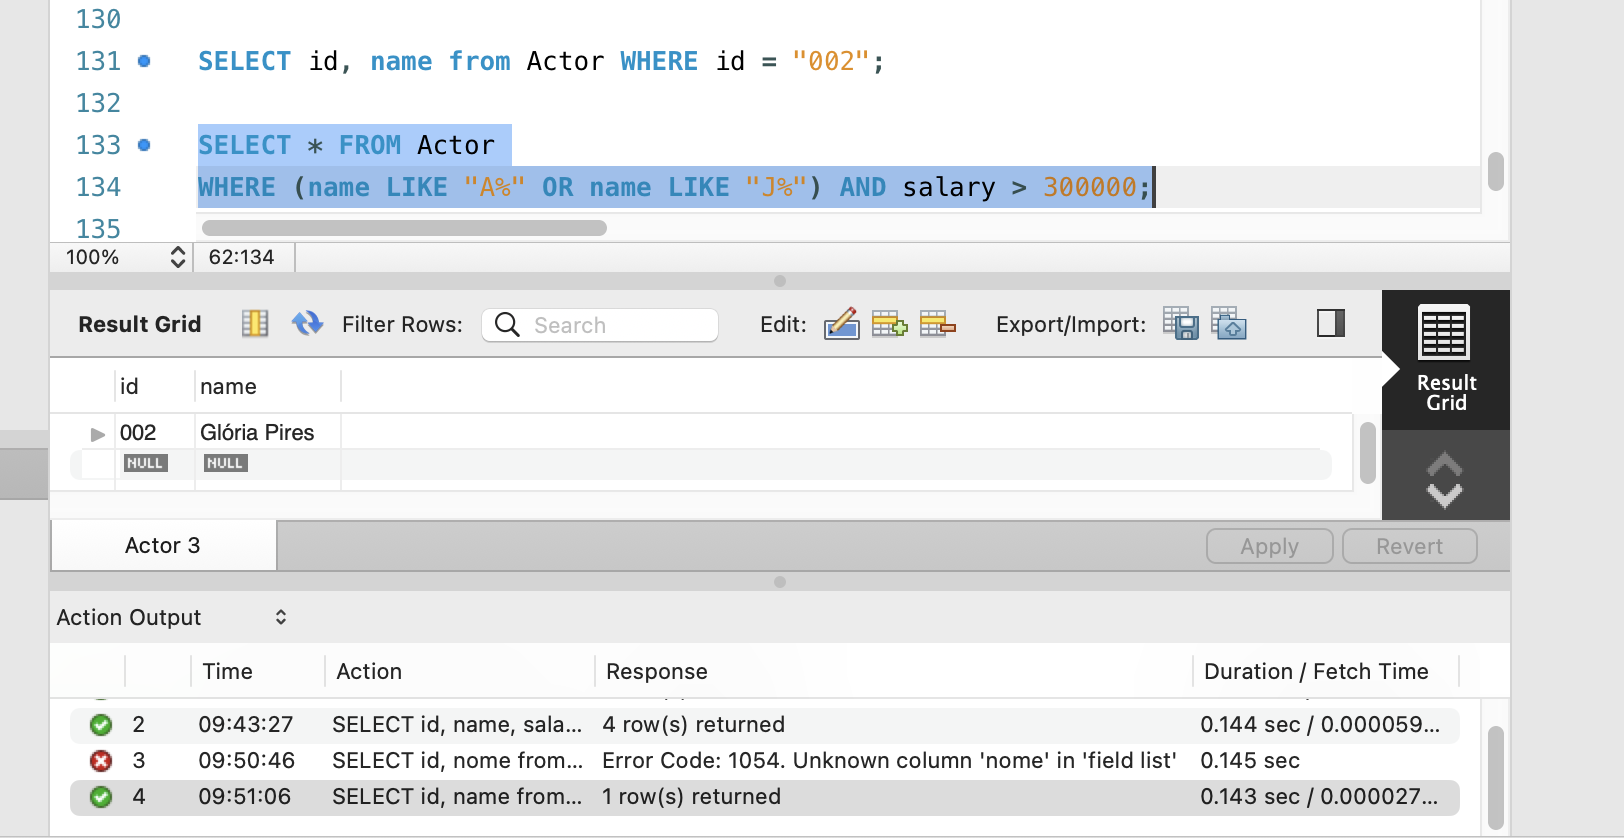 130
131 SELECT id, name from Actor WHERE id = "002";
132
133 SELECT * FROM Actor
134 WHERE (name LIKE "A%" OR name LIKE "J%") AND salary > 300000;
135
100% 62:134
Result Grid Filter Rows: Search Edit: Export/Import:
Result
Grid
id name
002 Glória Pires
NULL NULL
Actor 3 Apply Revert
Action Output
Time Action Response Duration / Fetch Time
2 09:43:27 SELECT id, name, sala... 4 row(s) returned 0.144 sec / 0.000059...
3 09:50:46 SELECT id, nome from... Error Code: 1054. Unknown column 'nome' in 'field list' 0.145 sec
4 09:51:06 SELECT id, name from... 1 row(s) returned 0.143 sec / 0.000027...